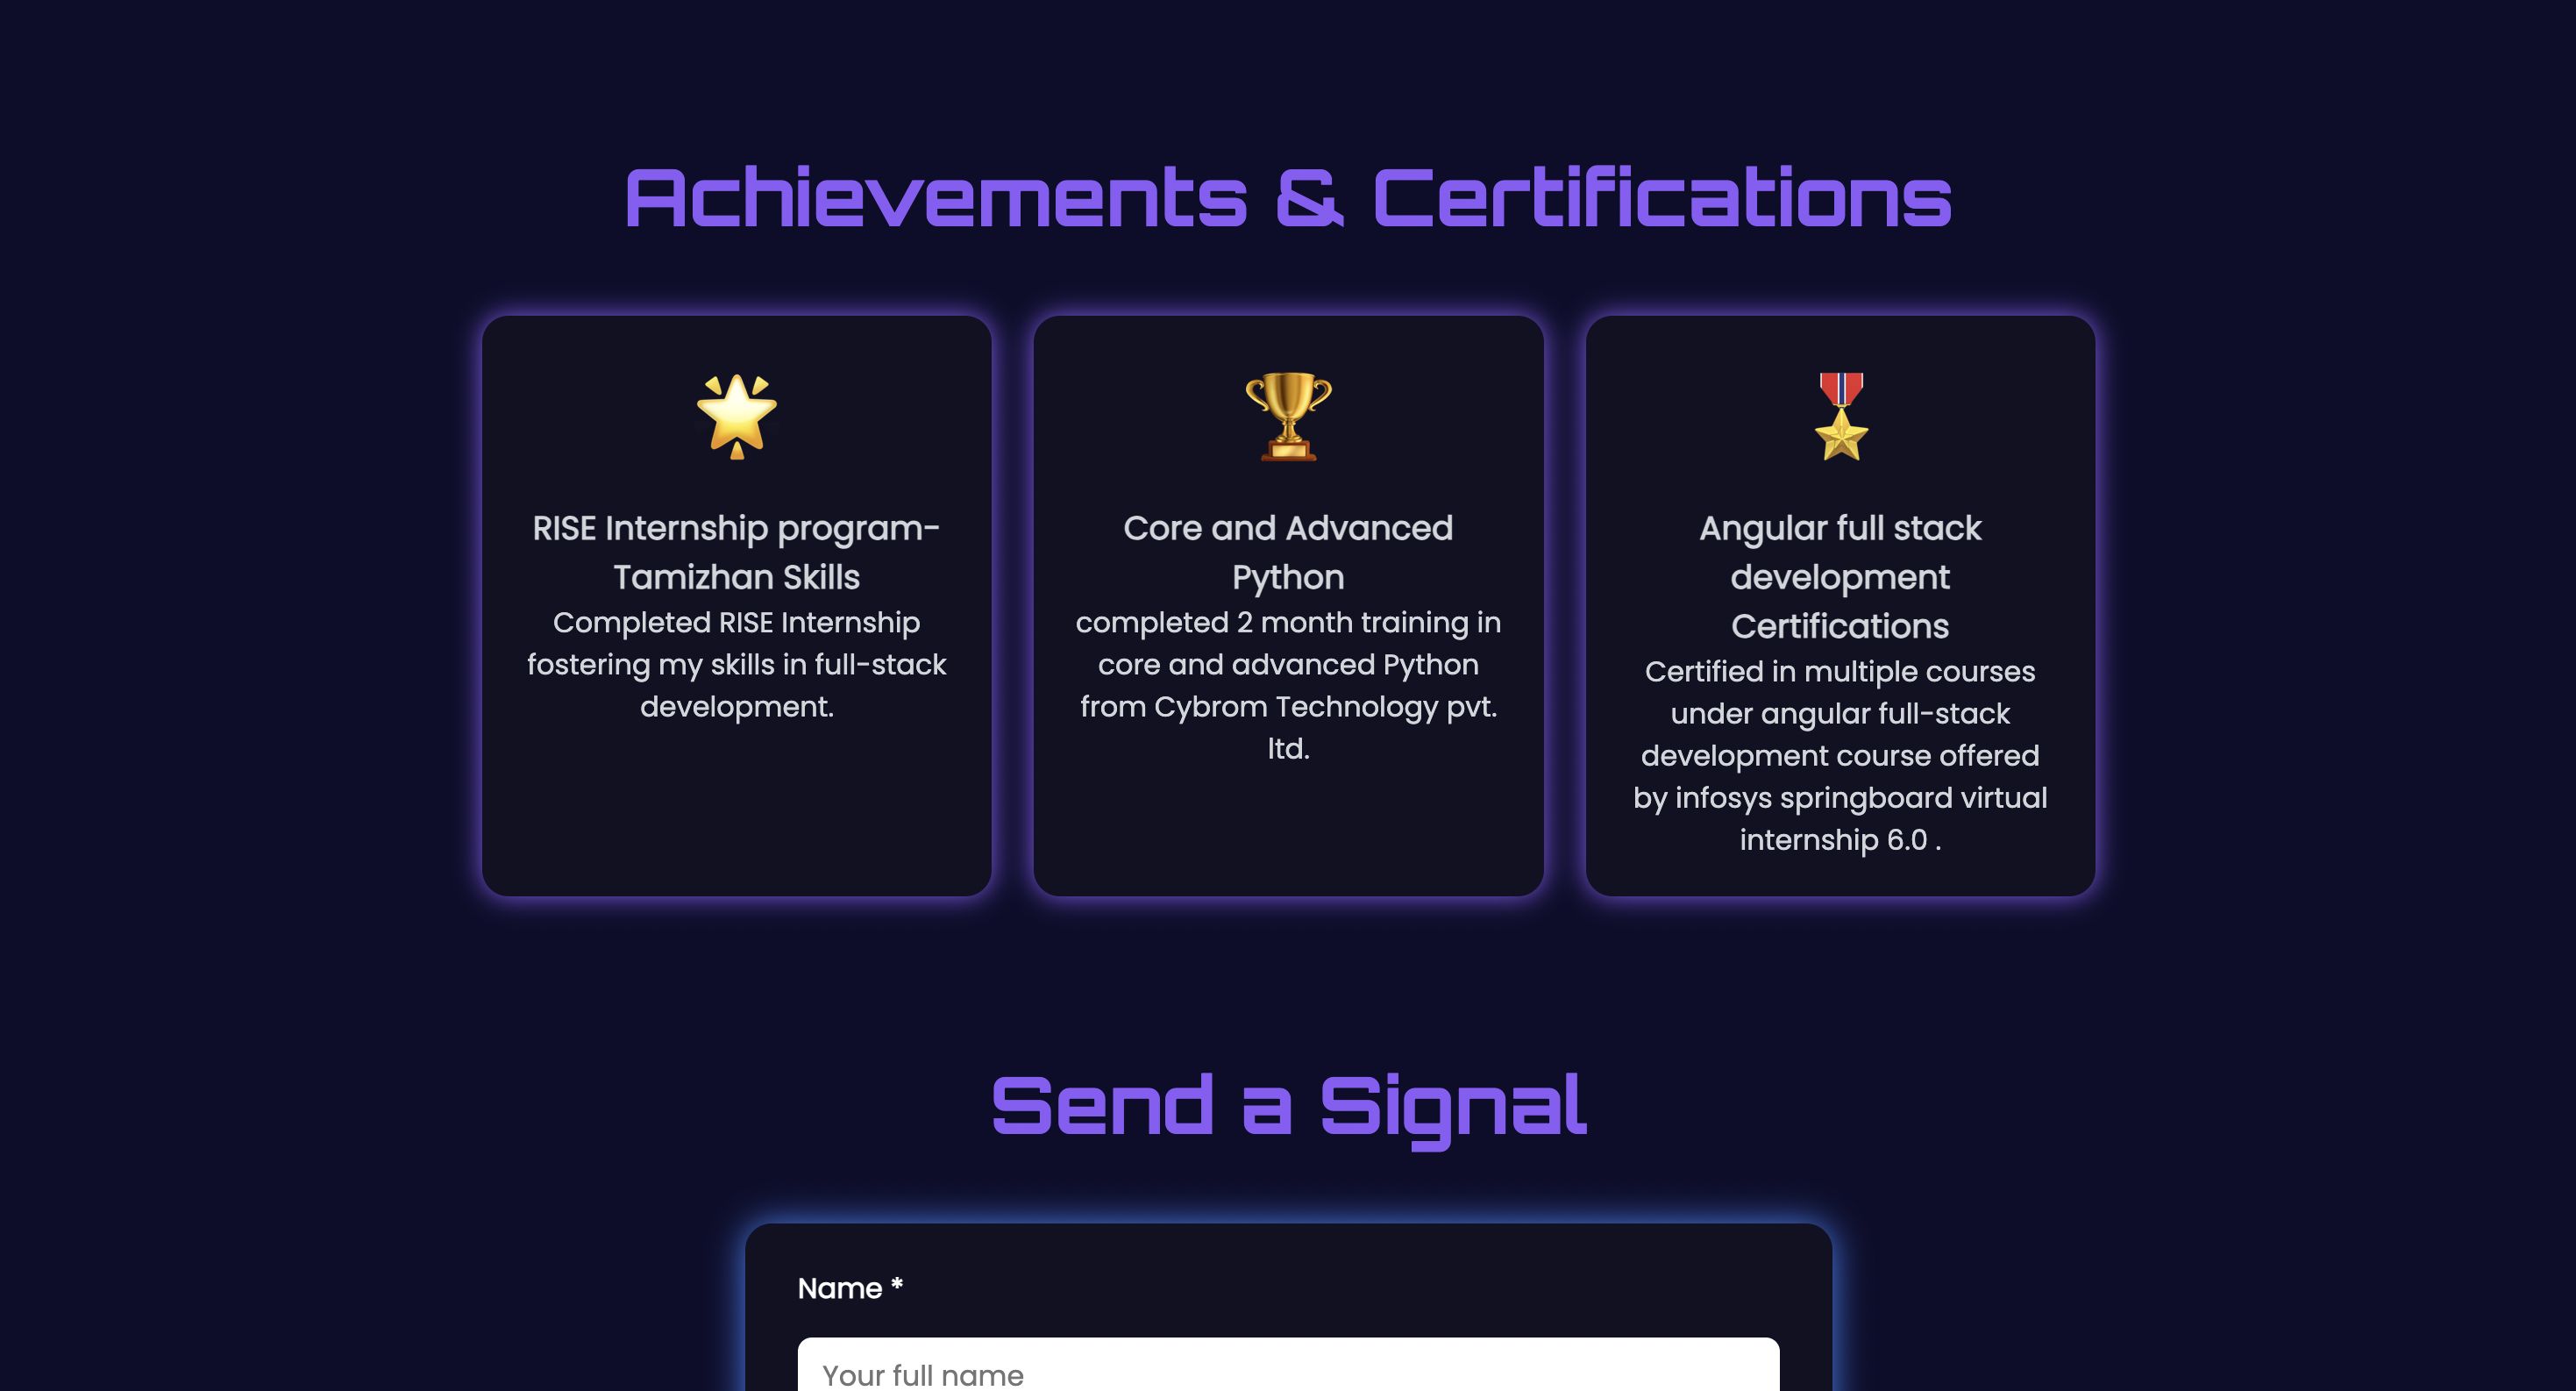 Achievements & Certifications
RISE Internship program-
Tamizhan Skills
Completed RISE Internship
fostering my skills in full-stack
development.
Core and Advanced
Python
completed 2 month training in
core and advanced Python
from Cybrom Technology pvt.
ltd.
Angular full stack
development
Certifications
Certified in multiple courses
under angular full-stack
development course offered
by infosys springboard virtual
internship 6.0 .
Send a Signal
Name *
Your full name